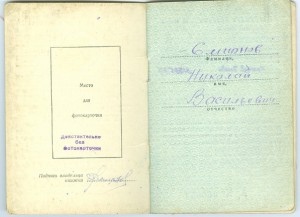 Место
для
фотокарточки
ДЕЙСТВИТЕЛЬНО
БЕЗ
ФОТОКАРТОЧКИ
Подпись владельца
книжки
фамилия
Николай
имя
Васильевич
отчество